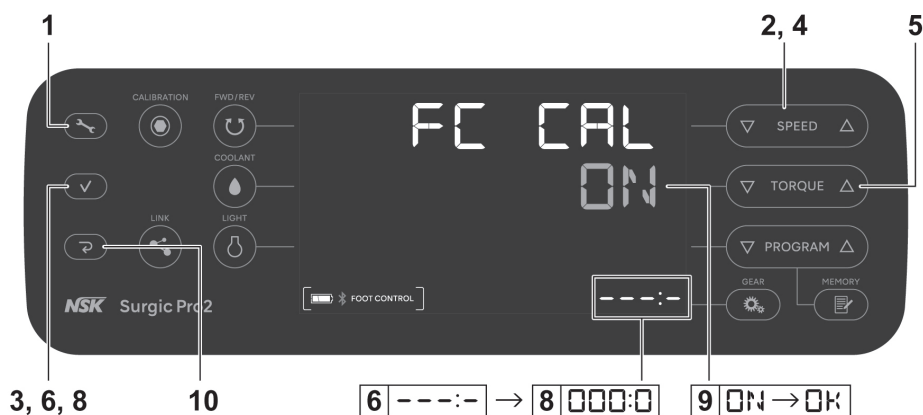 1
2, 4
5
CALIBRATION
FWD/REV
FC CAL
SPEED
COOLANT
ON
TORQUE
LINK
LIGHT
PROGRAM
GEAR
MEMORY
NSK Surgic Pro2
FOOT CONTROL
---:-
3, 6, 8
10
6 ---:- → 8 000:0
9 ON → OK